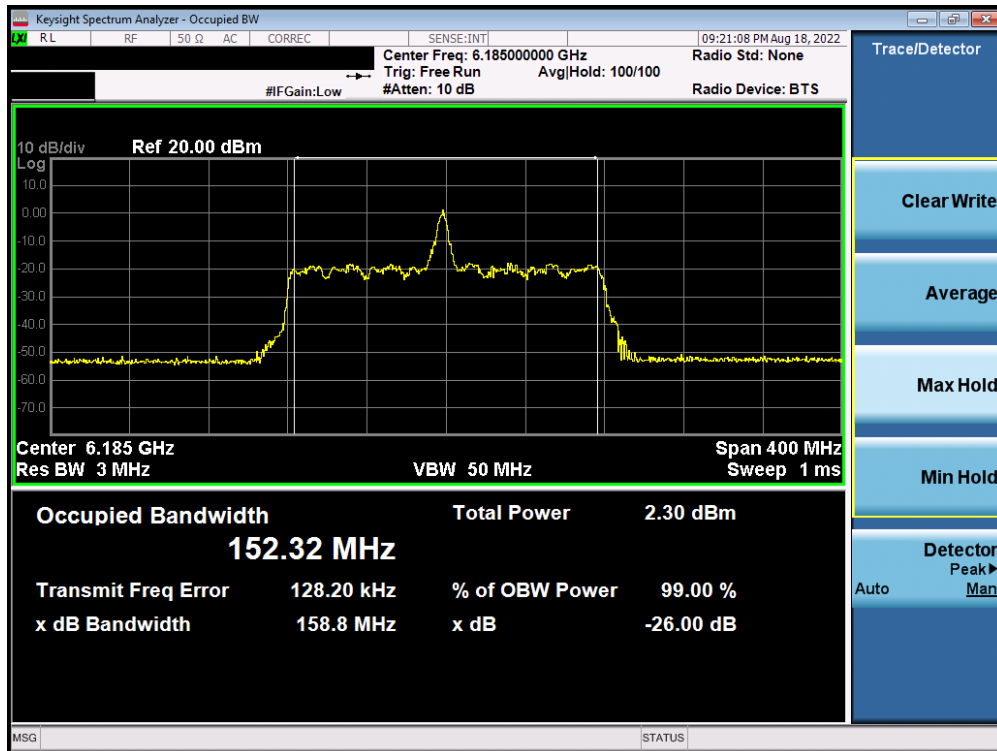 Keysight Spectrum Analyzer - Occupied BW
LXI RL RF 50 Ω AC CORREC SENSE:INT 09:21:08 PM Aug 18, 2022
Center Freq: 6.185000000 GHz Radio Std: None
Trig: Free Run Avg|Hold: 100/100
#IFGain:Low #Atten: 10 dB Radio Device: BTS
10 dB/div Ref 20.00 dBm
Log
10.0
0.00
-10.0
-20.0
-30.0
-40.0
-50.0
-60.0
-70.0
Center 6.185 GHz Span 400 MHz
Res BW 3 MHz VBW 50 MHz Sweep 1 ms
Occupied Bandwidth Total Power 2.30 dBm
152.32 MHz
Transmit Freq Error 128.20 kHz % of OBW Power 99.00 %
x dB Bandwidth 158.8 MHz x dB -26.00 dB
MSG STATUS
Trace/Detector
Clear Write
Average
Max Hold
Min Hold
Detector
Peak▶
Auto Man